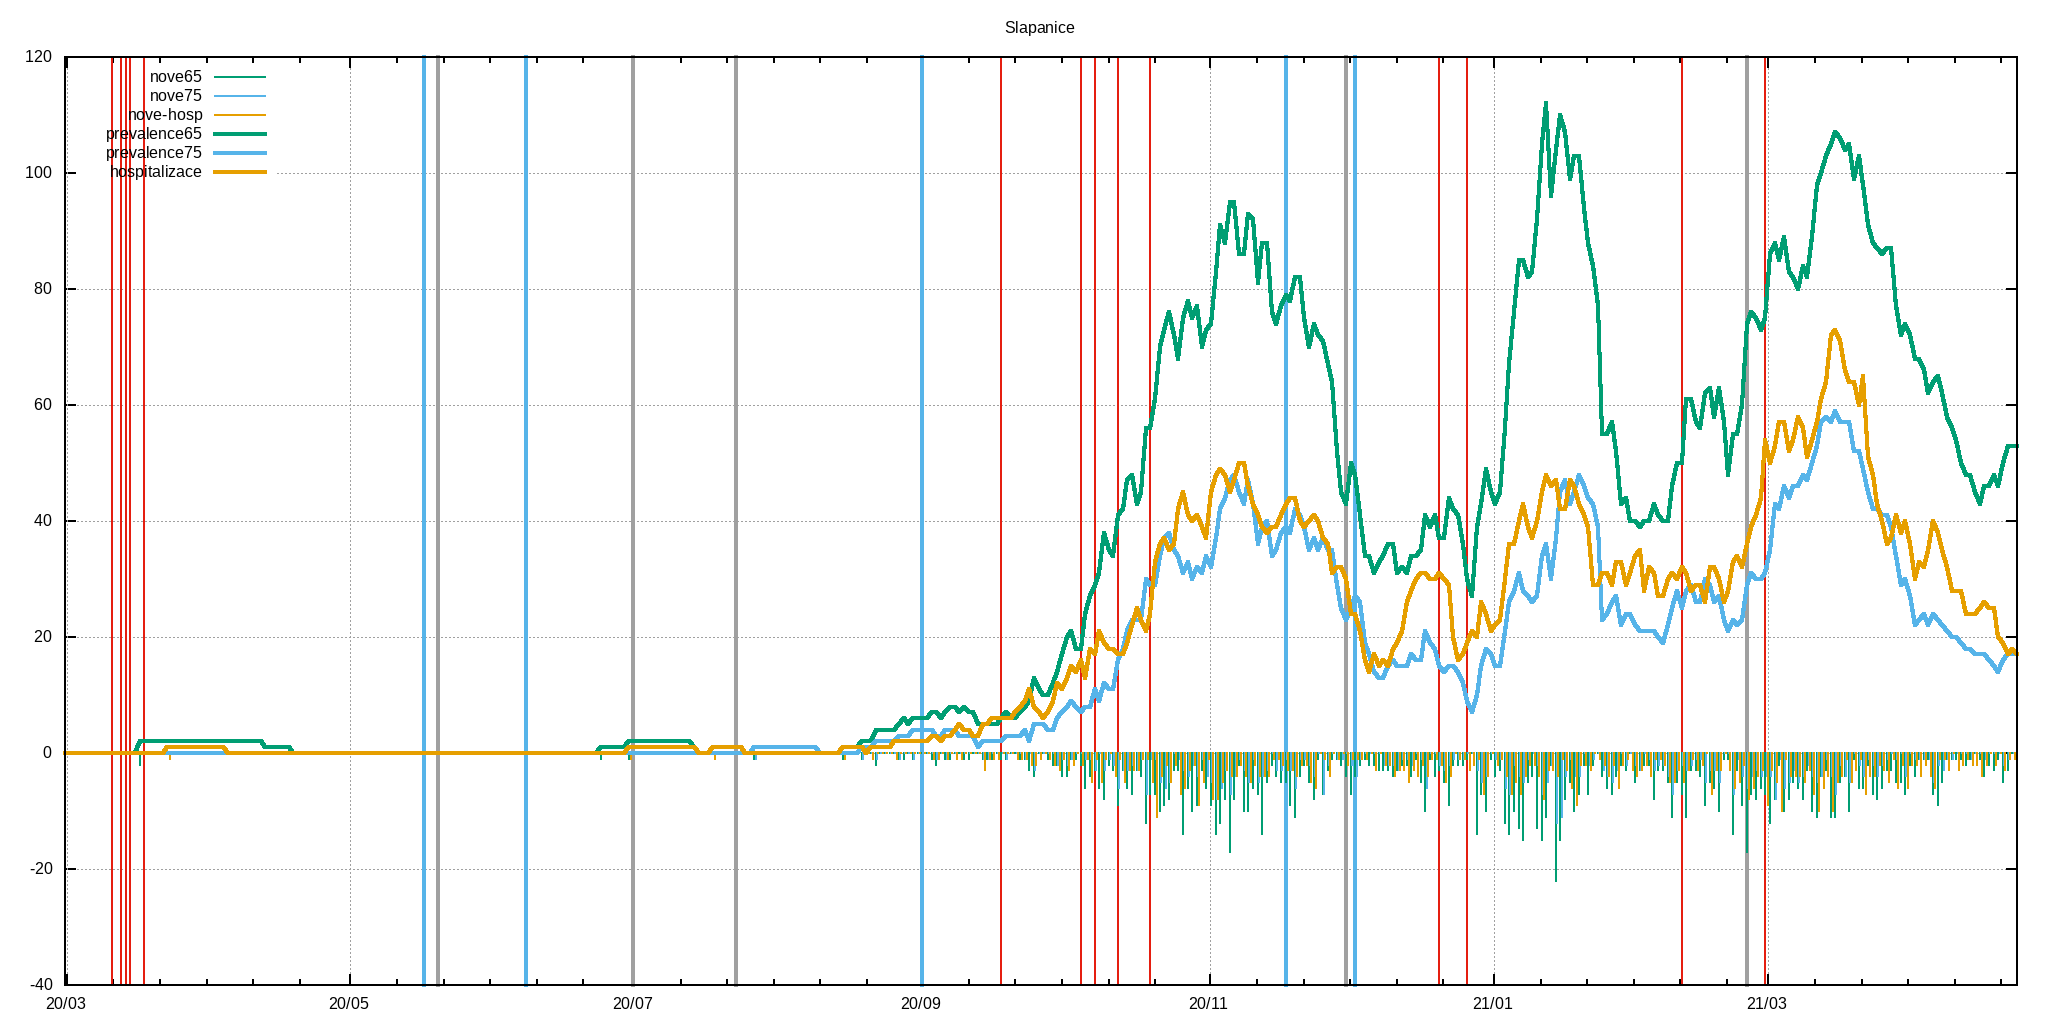 Slapanice
120
100
80
60
40
20
0
-20
-40
nove65
nove75
nove-hosp
prevalence65
prevalence75
hospitalizace
20/03 20/05 20/07 20/09 20/11 21/01 21/03